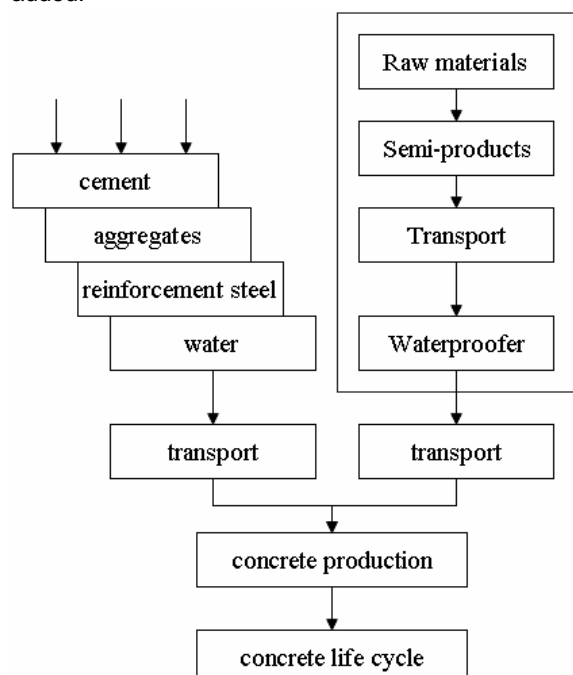 added.
Raw materials
Semi-products
cement
aggregates
Transport
reinforcement steel
water
Waterproofer
transport
transport
concrete production
concrete life cycle